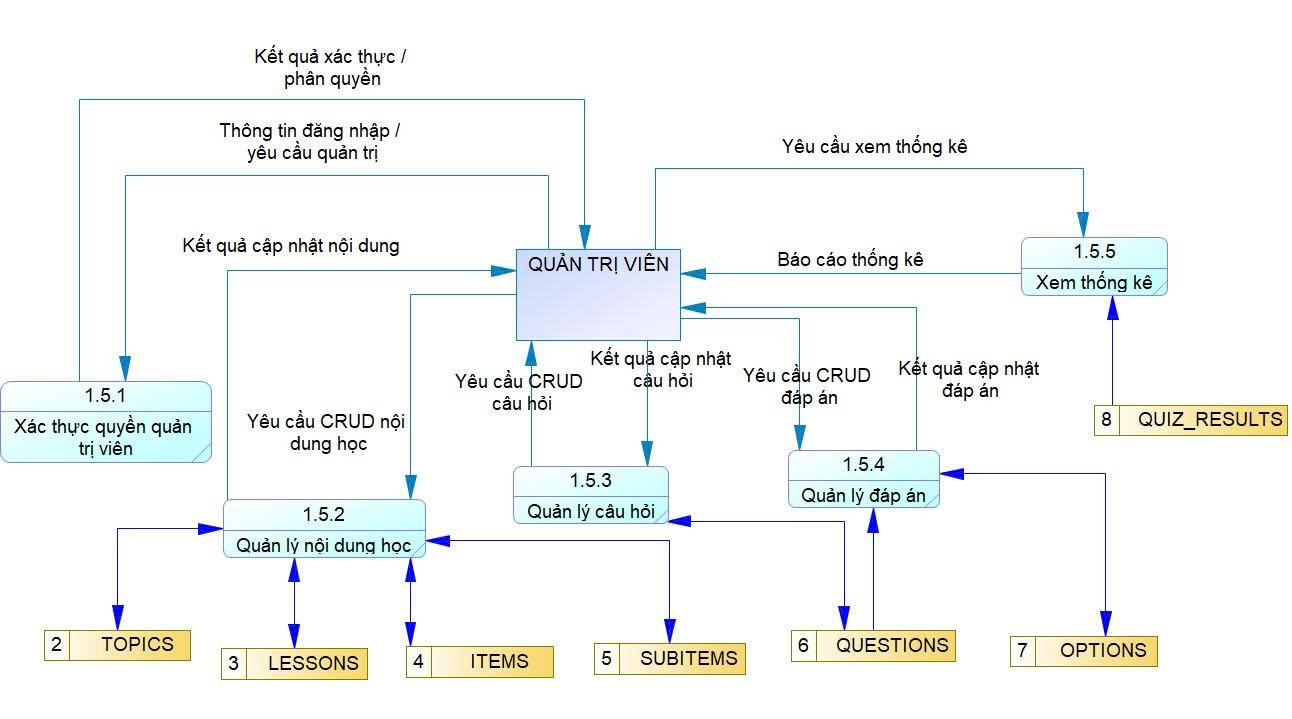 Kết quả xác thực /
phân quyền
Thông tin đăng nhập /
yêu cầu quản trị
Yêu cầu xem thống kê
Kết quả cập nhật nội dung
QUẢN TRỊ VIÊN
Báo cáo thống kê
1.5.5
Xem thống kê
Kết quả cập nhật
câu hỏi
Yêu cầu CRUD
câu hỏi
Yêu cầu CRUD
đáp án
Kết quả cập nhật
đáp án
1.5.1
Xác thực quyền quản
trị viên
Yêu cầu CRUD nội
dung học
8 QUIZ_RESULTS
1.5.2
Quản lý nội dung học
1.5.3
Quản lý câu hỏi
1.5.4
Quản lý đáp án
2 TOPICS
3 LESSONS
4 ITEMS
5 SUBITEMS
6 QUESTIONS
7 OPTIONS